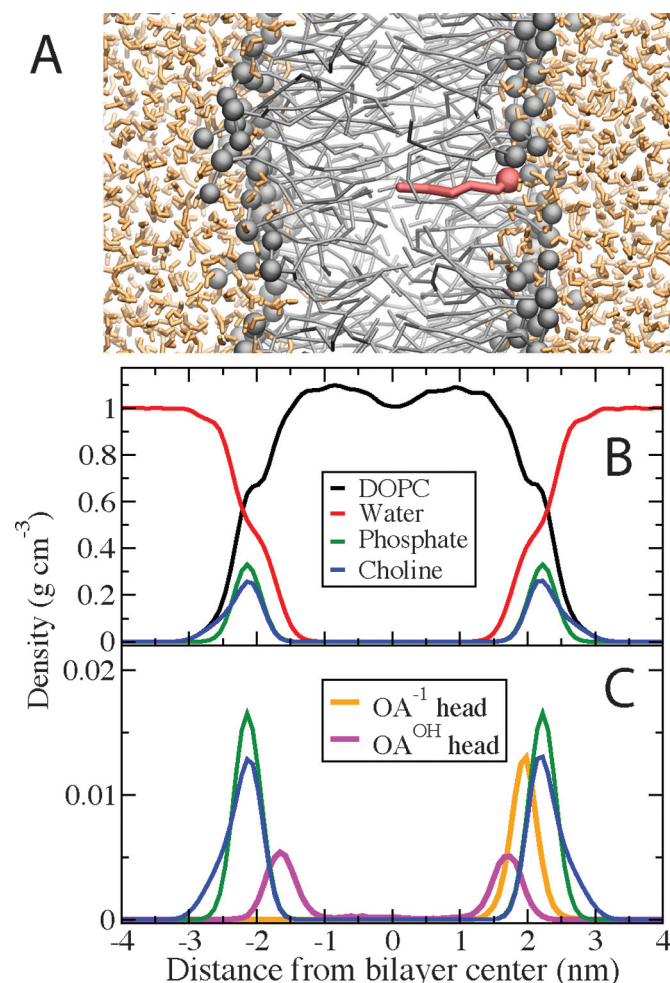 A
B
1
0.8
0.6
0.4
0.2
0
DOPC
Water
Phosphate
Choline
Density (g cm⁻³)
C
0.02
0.01
0
OA⁻¹ head
OAᴼᴴ head
-4 -3 -2 -1 0 1 2 3 4
Distance from bilayer center (nm)